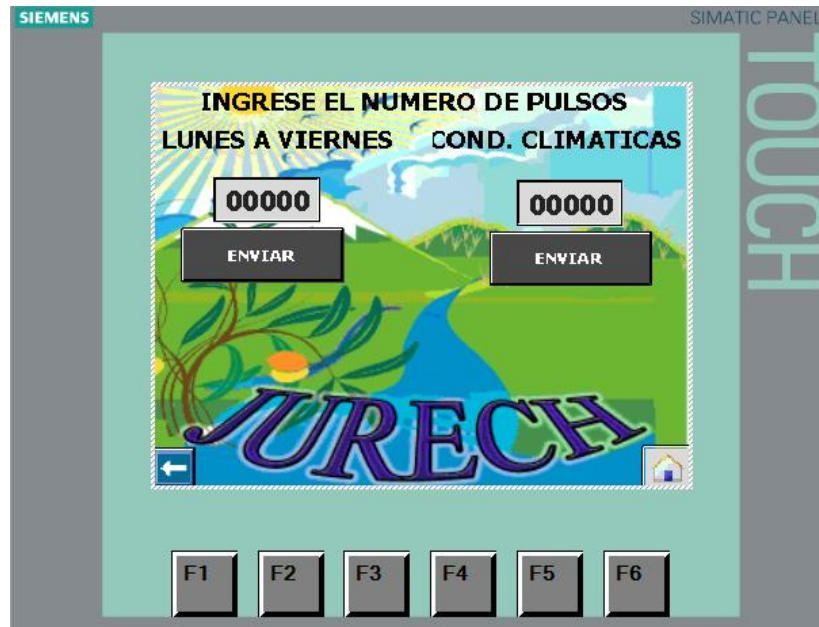 SIEMENS SIMATIC PANEL
TOUCH
INGRESE EL NUMERO DE PULSOS
LUNES A VIERNES COND. CLIMATICAS
00000 00000
ENVIAR ENVIAR
JURECH
F1 F2 F3 F4 F5 F6